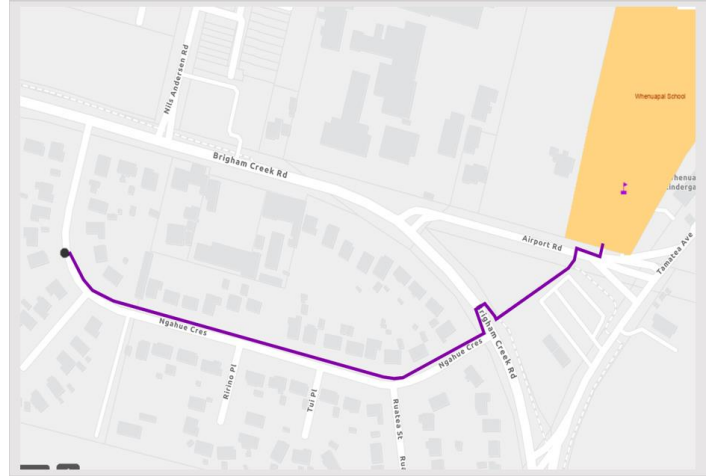 Nils Andersen Rd
Whenuapai School
Brigham Creek Rd
Airport Rd
Tamatea Ave
Ngahue Cres
Ngahue Cres
Brigham Creek Rd
Ririno Pl
Tui Pl
Ruatea St